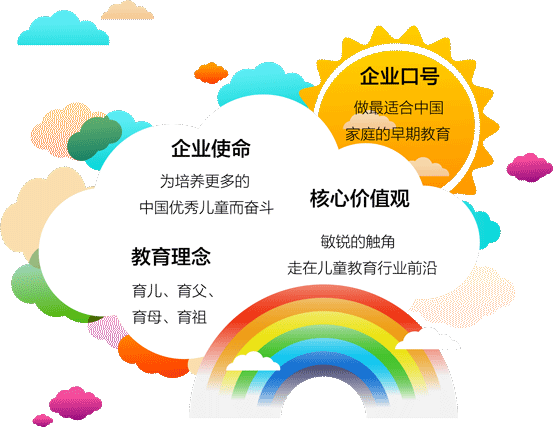 企业口号
做最适合中国
家庭的早期教育
企业使命
为培养更多的
中国优秀儿童而奋斗
核心价值观
敏锐的触角
走在儿童教育行业前沿
教育理念
育儿、育父、
育母、育祖